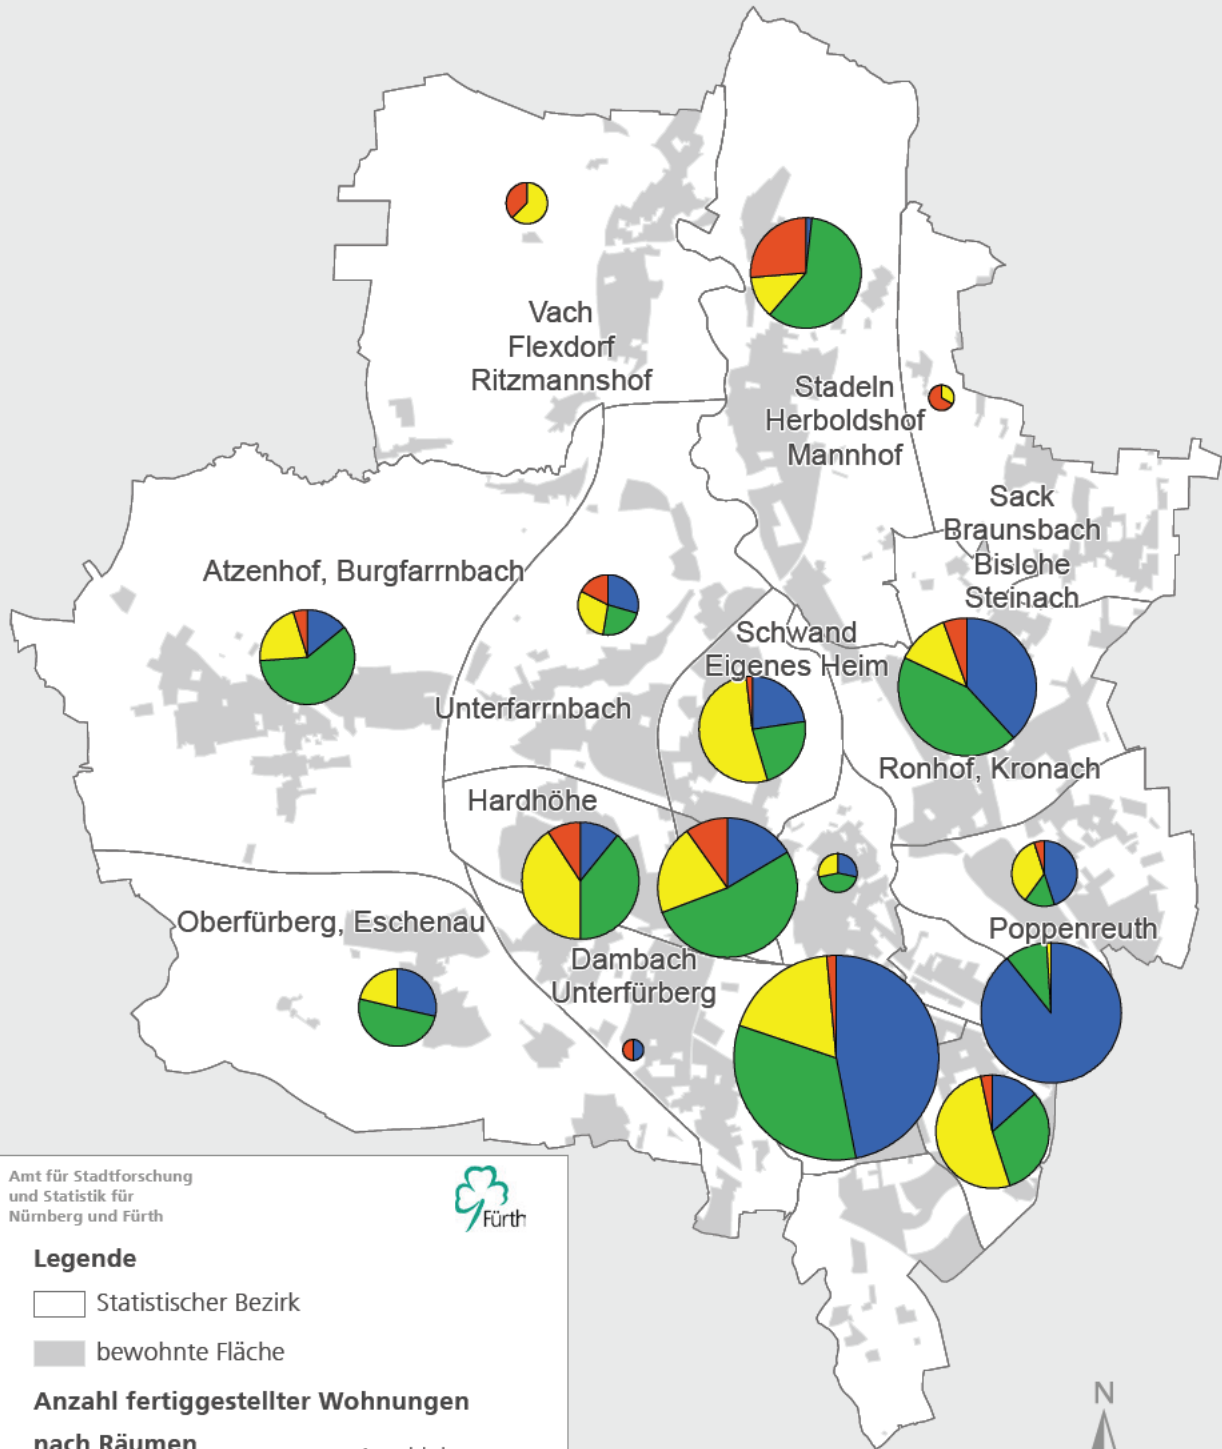 Vach
Flexdorf
Ritzmannshof
Stadeln
Herboldshof
Mannhof
Sack
Braunsbach
Bislohe
Steinach
Atzenhof, Burgfarrnbach
Schwand
Eigenes Heim
Unterfarrnbach
Ronhof, Kronach
Hardhöhe
Oberfürberg, Eschenau
Poppenreuth
Dambach
Unterfürberg
Amt für Stadtforschung
und Statistik für
Nürnberg und Fürth
Fürth
Legende
Statistischer Bezirk
bewohnte Fläche
Anzahl fertiggestellter Wohnungen
nach Räumen
N